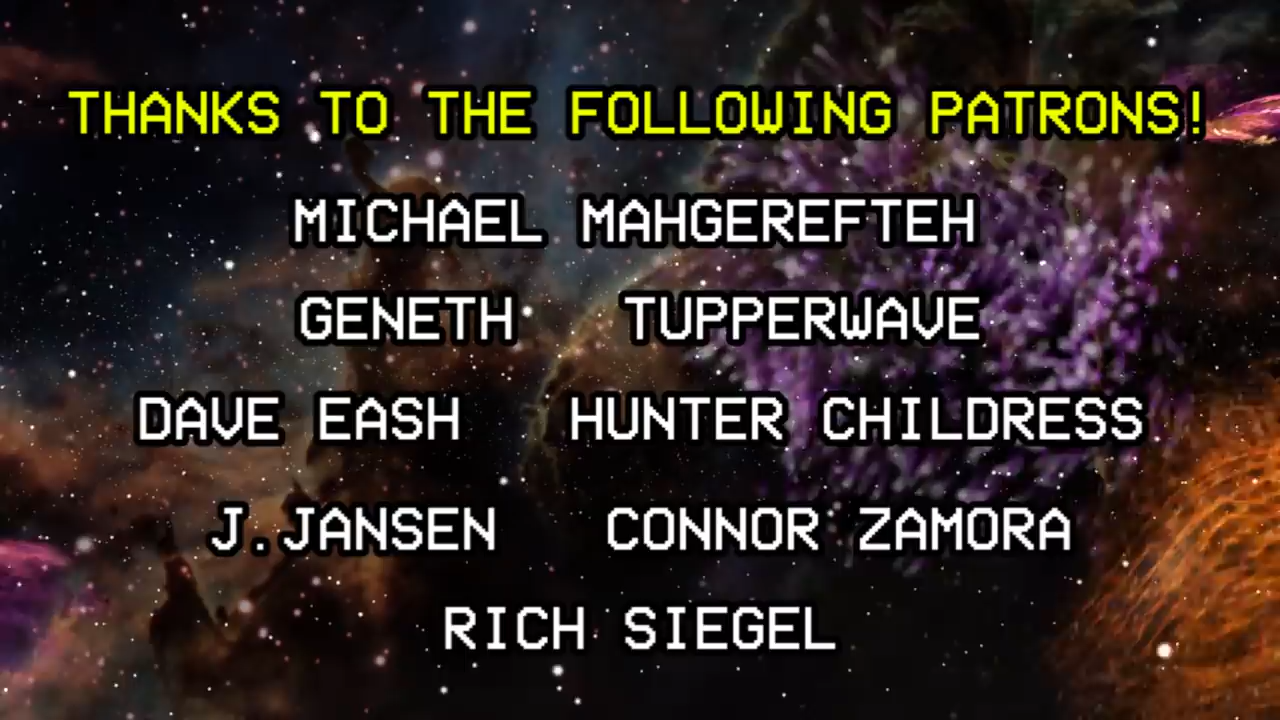 THANKS TO THE FOLLOWING PATRONS!
MICHAEL MAHGEREFTEH
GENETH TUPPERWAVE
DAVE EASH HUNTER CHILDRESS
J.JANSEN CONNOR ZAMORA
RICH SIEGEL